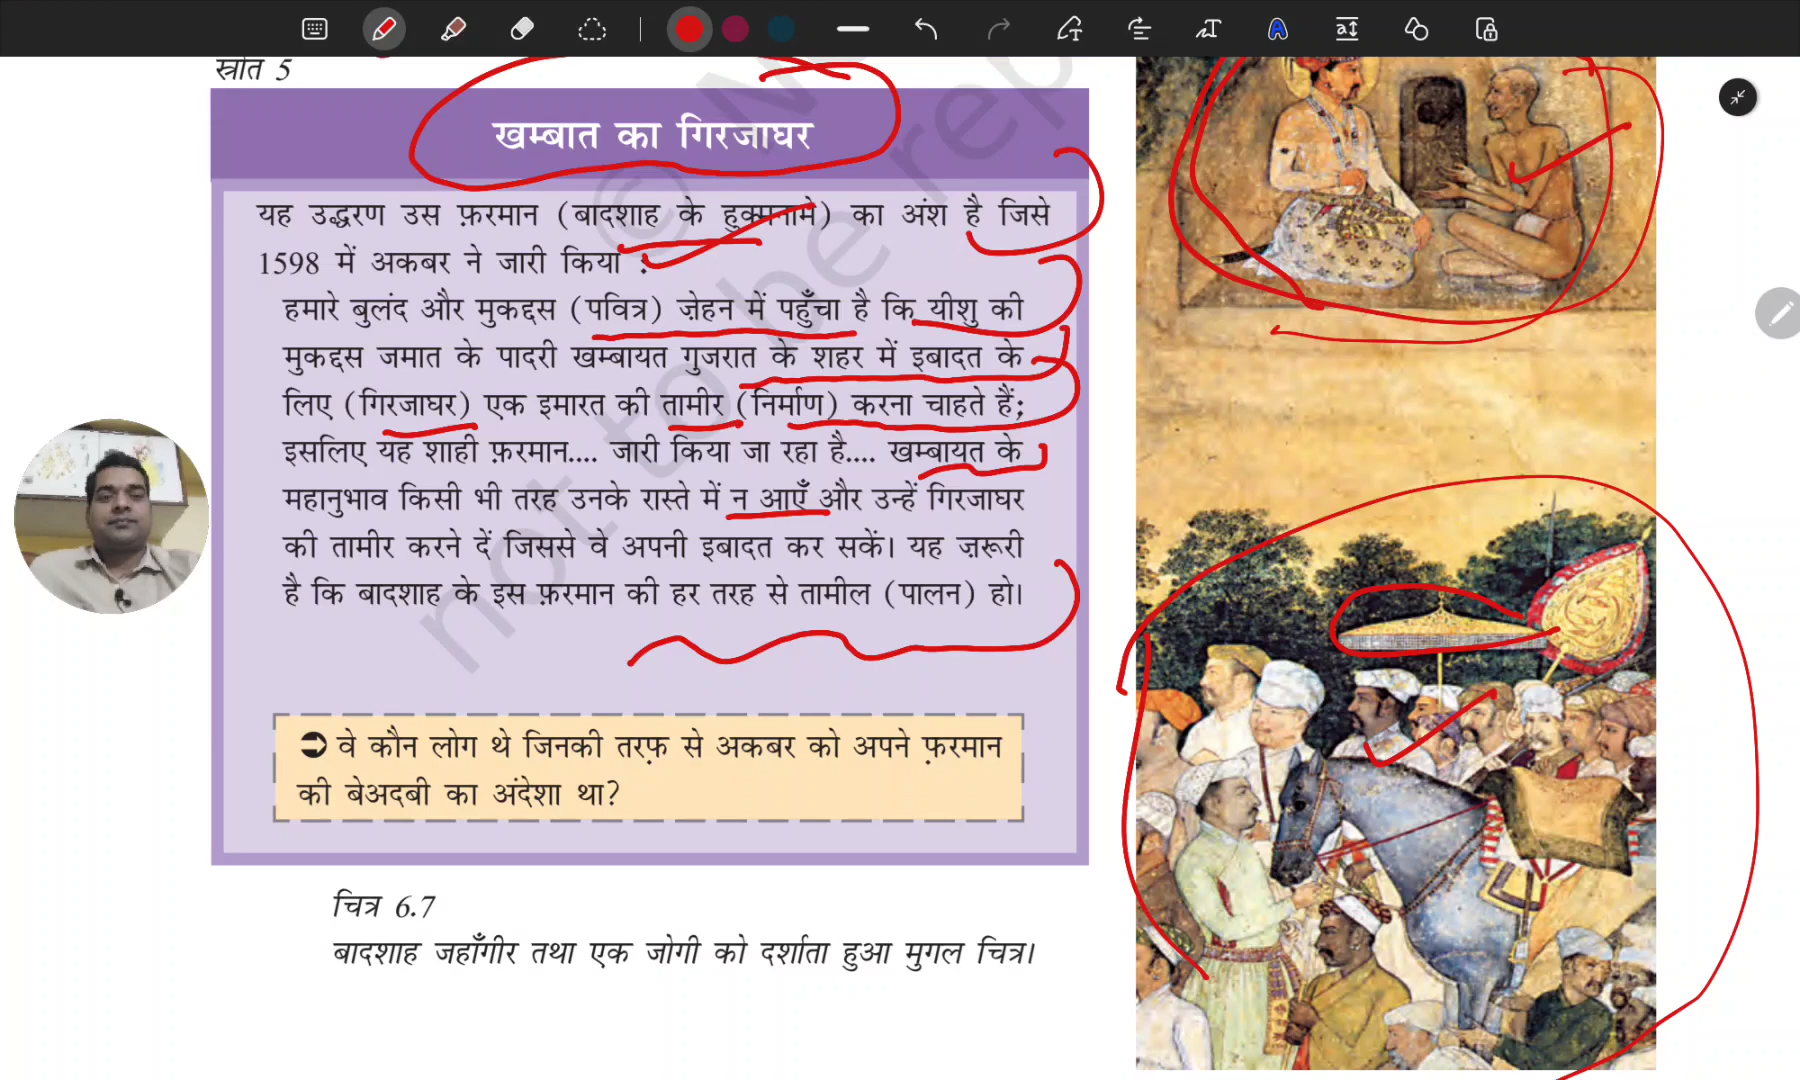 स्रोत 5
खम्बात का गिरजाघर
यह उद्धरण उस फ़रमान (बादशाह के हुक्मनामे) का अंश है जिसे
1598 में अकबर ने जारी किया :
हमारे बुलंद और मुकद्दस (पवित्र) ज़ेहन में पहुँचा है कि यीशु की
मुकद्दस जमात के पादरी खम्बायत गुजरात के शहर में इबादत के
लिए (गिरजाघर) एक इमारत की तामीर (निर्माण) करना चाहते हैं;
इसलिए यह शाही फ़रमान.... जारी किया जा रहा है.... खम्बायत के
महानुभाव किसी भी तरह उनके रास्ते में न आएँ और उन्हें गिरजाघर
की तामीर करने दें जिससे वे अपनी इबादत कर सकें। यह ज़रूरी
है कि बादशाह के इस फ़रमान की हर तरह से तामील (पालन) हो।
➲ वे कौन लोग थे जिनकी तरफ़ से अकबर को अपने फ़रमान
की बेअदबी का अंदेशा था?
चित्र 6.7
बादशाह जहाँगीर तथा एक जोगी को दर्शाता हुआ मुगल चित्र।
not to be rep